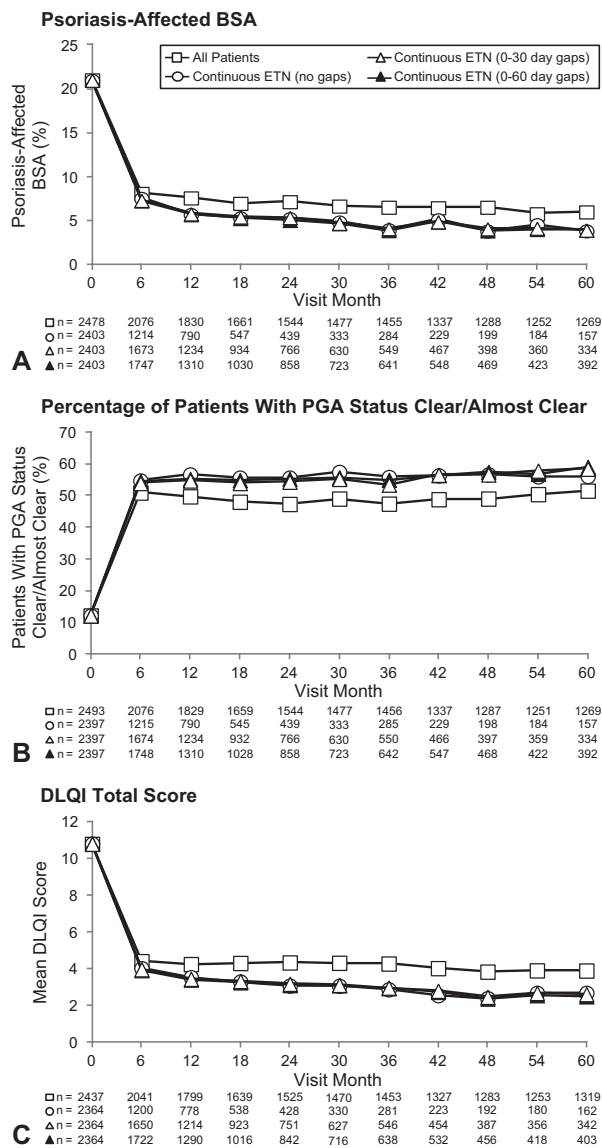 Psoriasis-Affected BSA
All Patients
Continuous ETN (0-30 day gaps)
Continuous ETN (no gaps)
Continuous ETN (0-60 day gaps)
Psoriasis-Affected
BSA (%)
25
20
15
10
5
0
0 6 12 18 24 30 36 42 48 54 60
Visit Month
n = 2478 2076 1830 1661 1544 1477 1455 1337 1288 1252 1269
n = 2403 1214 790 547 439 333 284 229 199 184 157
n = 2403 1673 1234 934 766 630 549 467 398 360 334
n = 2403 1747 1310 1030 858 723 641 548 469 423 392
A
Percentage of Patients With PGA Status Clear/Almost Clear
Patients With PGA Status
Clear/Almost Clear (%)
70
60
50
40
30
20
10
0
0 6 12 18 24 30 36 42 48 54 60
Visit Month
n = 2493 2076 1829 1659 1544 1477 1456 1337 1287 1251 1269
n = 2397 1215 790 545 439 333 285 229 198 184 157
n = 2397 1674 1234 932 766 630 550 466 397 359 334
n = 2397 1748 1310 1028 858 723 642 547 468 422 392
B
DLQI Total Score
Mean DLQI Score
12
10
8
6
4
2
0
0 6 12 18 24 30 36 42 48 54 60
Visit Month
n = 2437 2041 1799 1639 1525 1470 1453 1327 1283 1253 1319
n = 2364 1200 778 538 428 330 281 223 192 180 162
n = 2364 1650 1214 923 751 627 546 454 387 356 342
n = 2364 1722 1290 1016 842 716 638 532 456 418 403
C